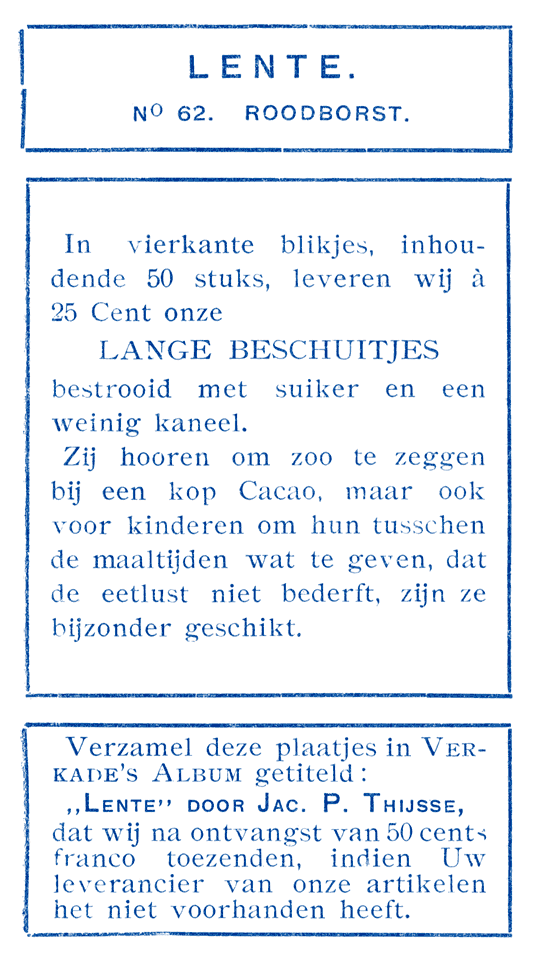 LENTE.
Nº 62. ROODBORST.
In vierkante blikjes, inhou-
dende 50 stuks, leveren wij à
25 Cent onze
LANGE BESCHUITJES
bestrooid met suiker en een
weinig kaneel.
Zij hooren om zoo te zeggen
bij een kop Cacao, maar ook
voor kinderen om hun tusschen
de maaltijden wat te geven, dat
de eetlust niet bederft, zijn ze
bijzonder geschikt.
Verzamel deze plaatjes in VER-
KADE'S ALBUM getiteld:
„LENTE” DOOR JAC. P. THIJSSE,
dat wij na ontvangst van 50 cents
franco toezenden, indien Uw
leverancier van onze artikelen
het niet voorhanden heeft.